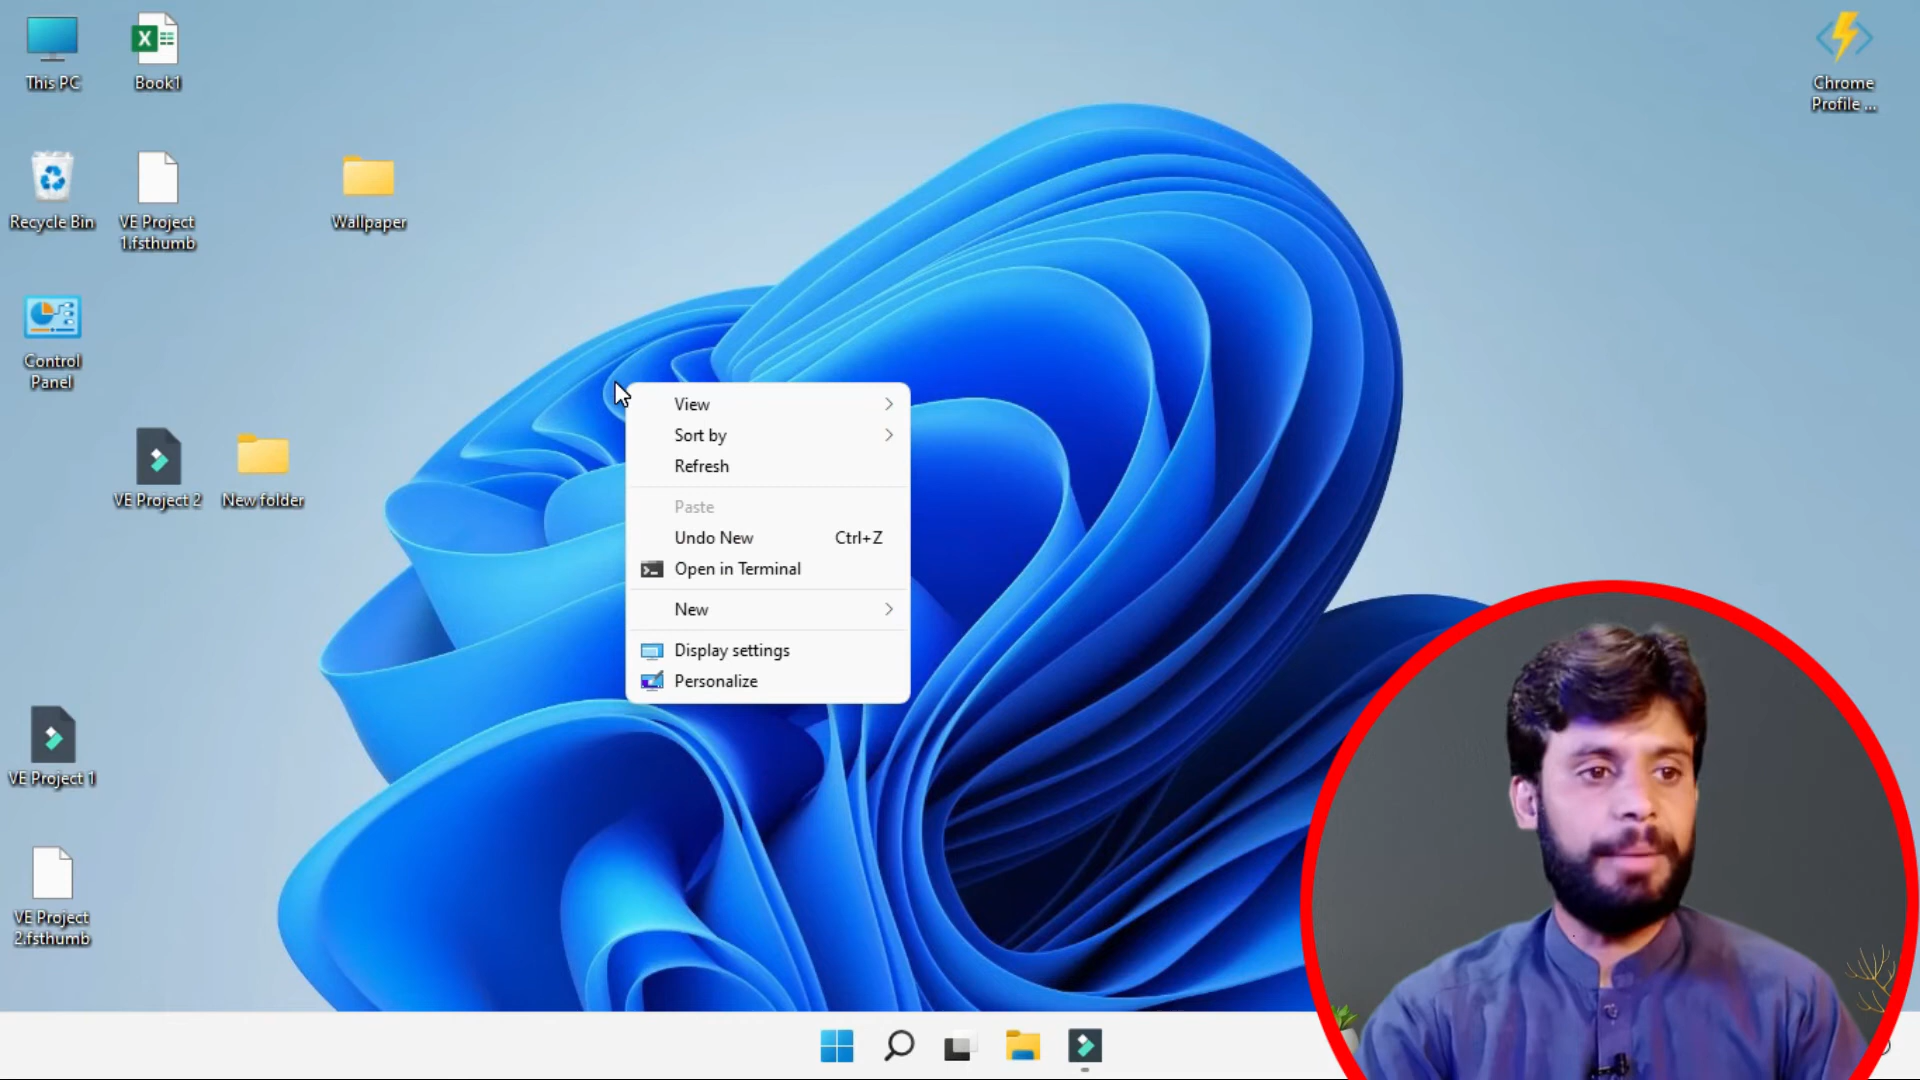 This PC
Book1
Chrome
Profile ...
Recycle Bin
VE Project
1.fsthumb
Wallpaper
Control
Panel
VE Project 2
New folder
VE Project 1
VE Project
2.fsthumb
View
Sort by
Refresh
Paste
Undo New Ctrl+Z
Open in Terminal
New
Display settings
Personalize